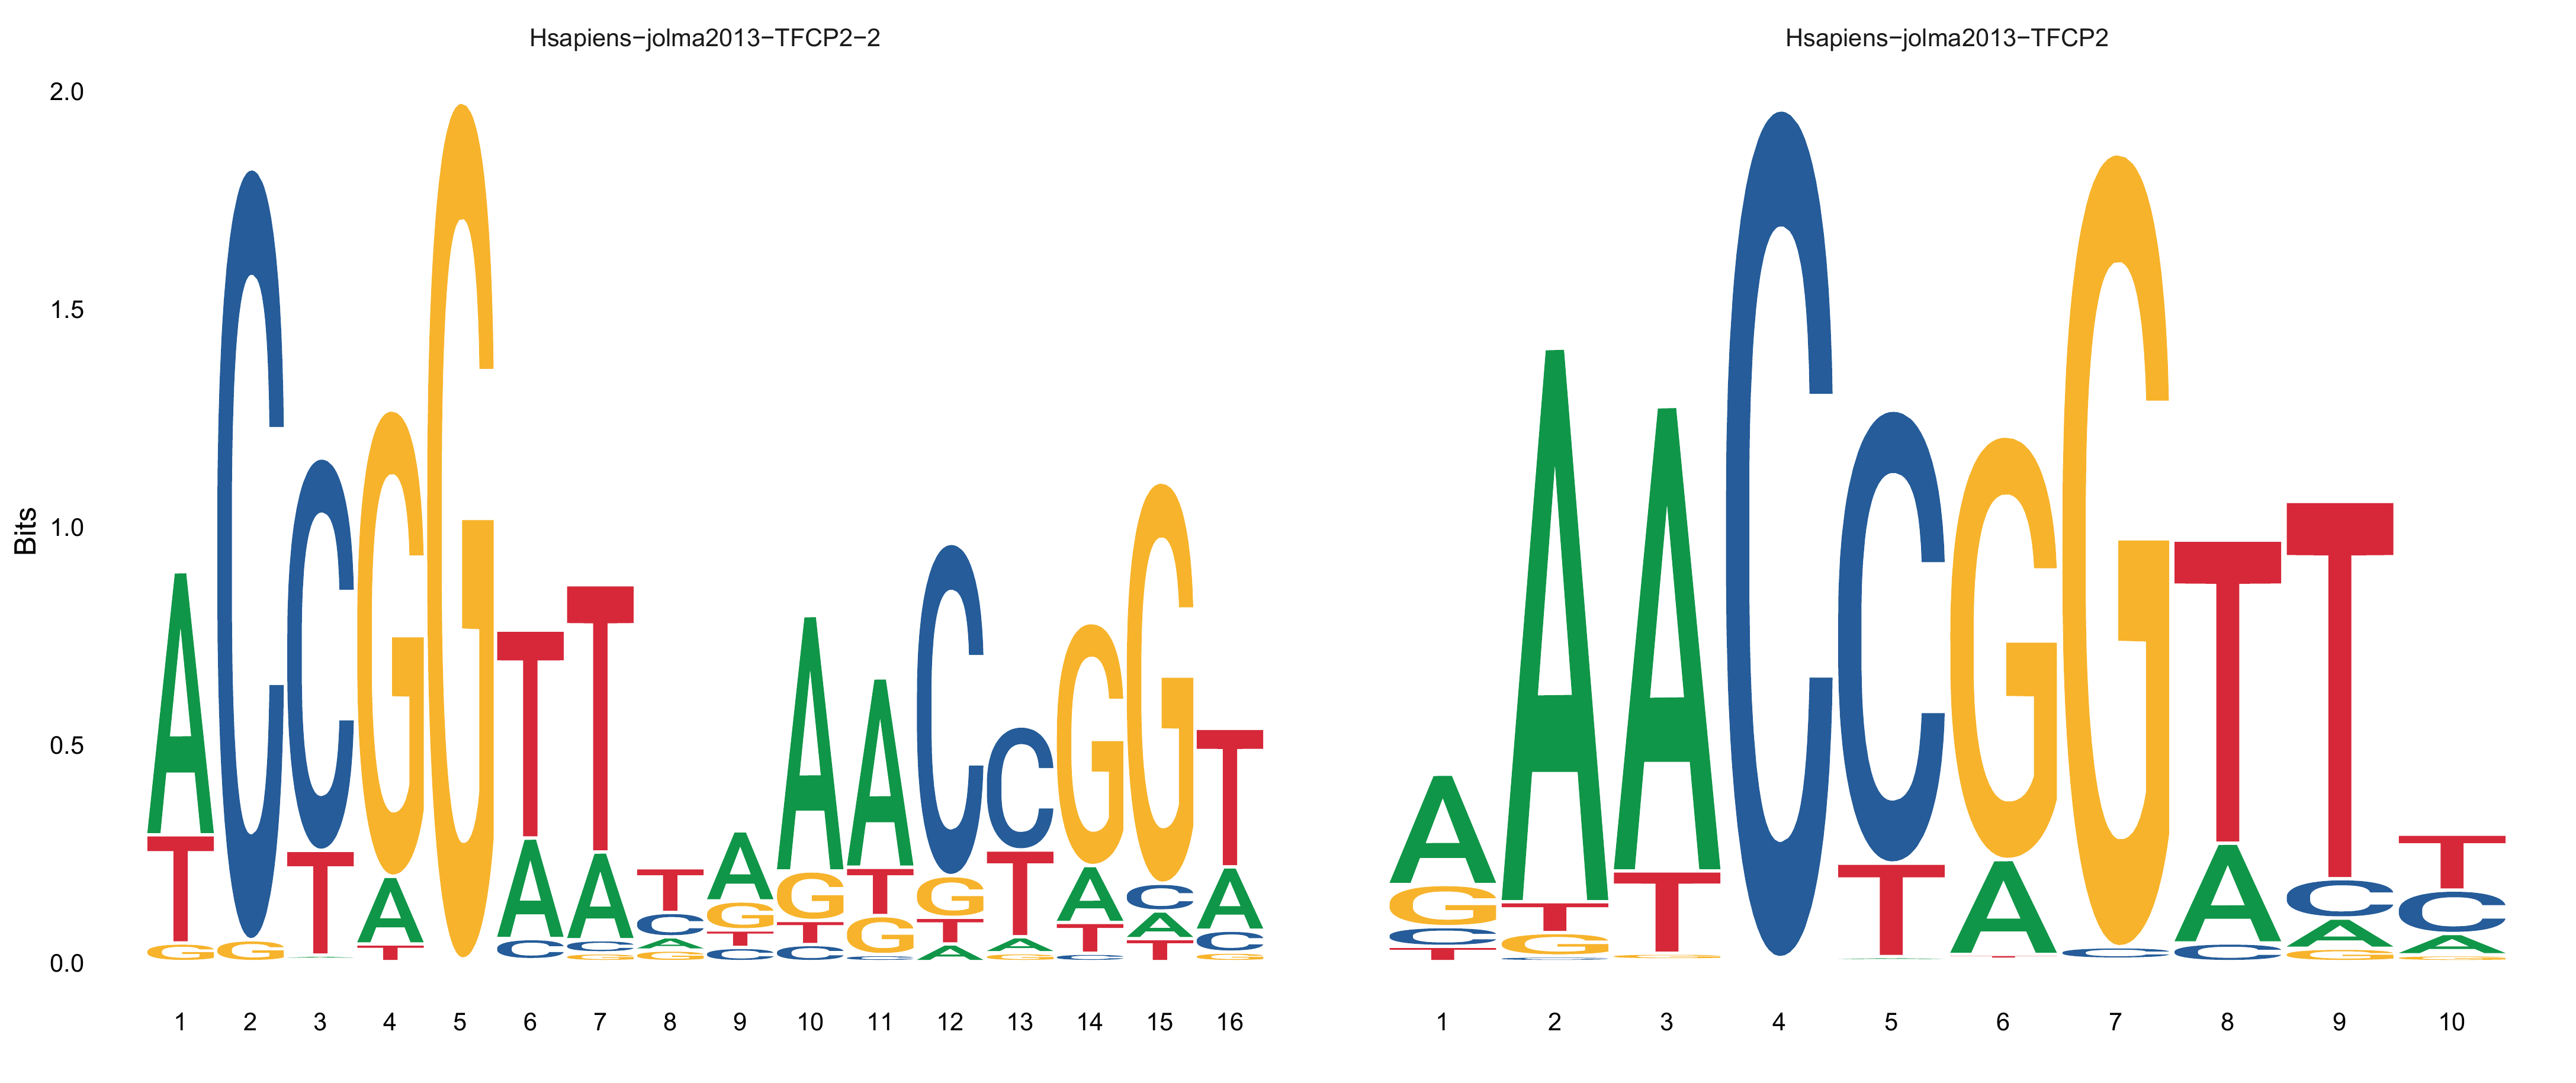 Hsapiens−jolma2013−TFCP2−2
Hsapiens−jolma2013−TFCP2
Bits
2.0
1.5
1.0
0.5
0.0
A C C G G T T T A A A C C G G T
T G T A A A C G G T G T A C A
G T C C A T T G T A T A C
G G C C C A G C T G
1 2 3 4 5 6 7 8 9 10 11 12 13 14 15 16
A A A C C G G T T T
G T T T A C A C C
C G G C A A
T C G G
1 2 3 4 5 6 7 8 9 10